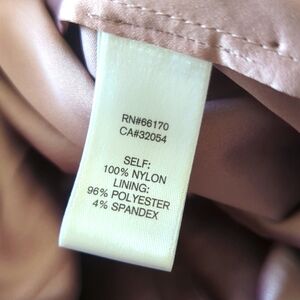 RN#66170
CA#32054
SELF:
100% NYLON
LINING:
96% POLYESTER
4% SPANDEX